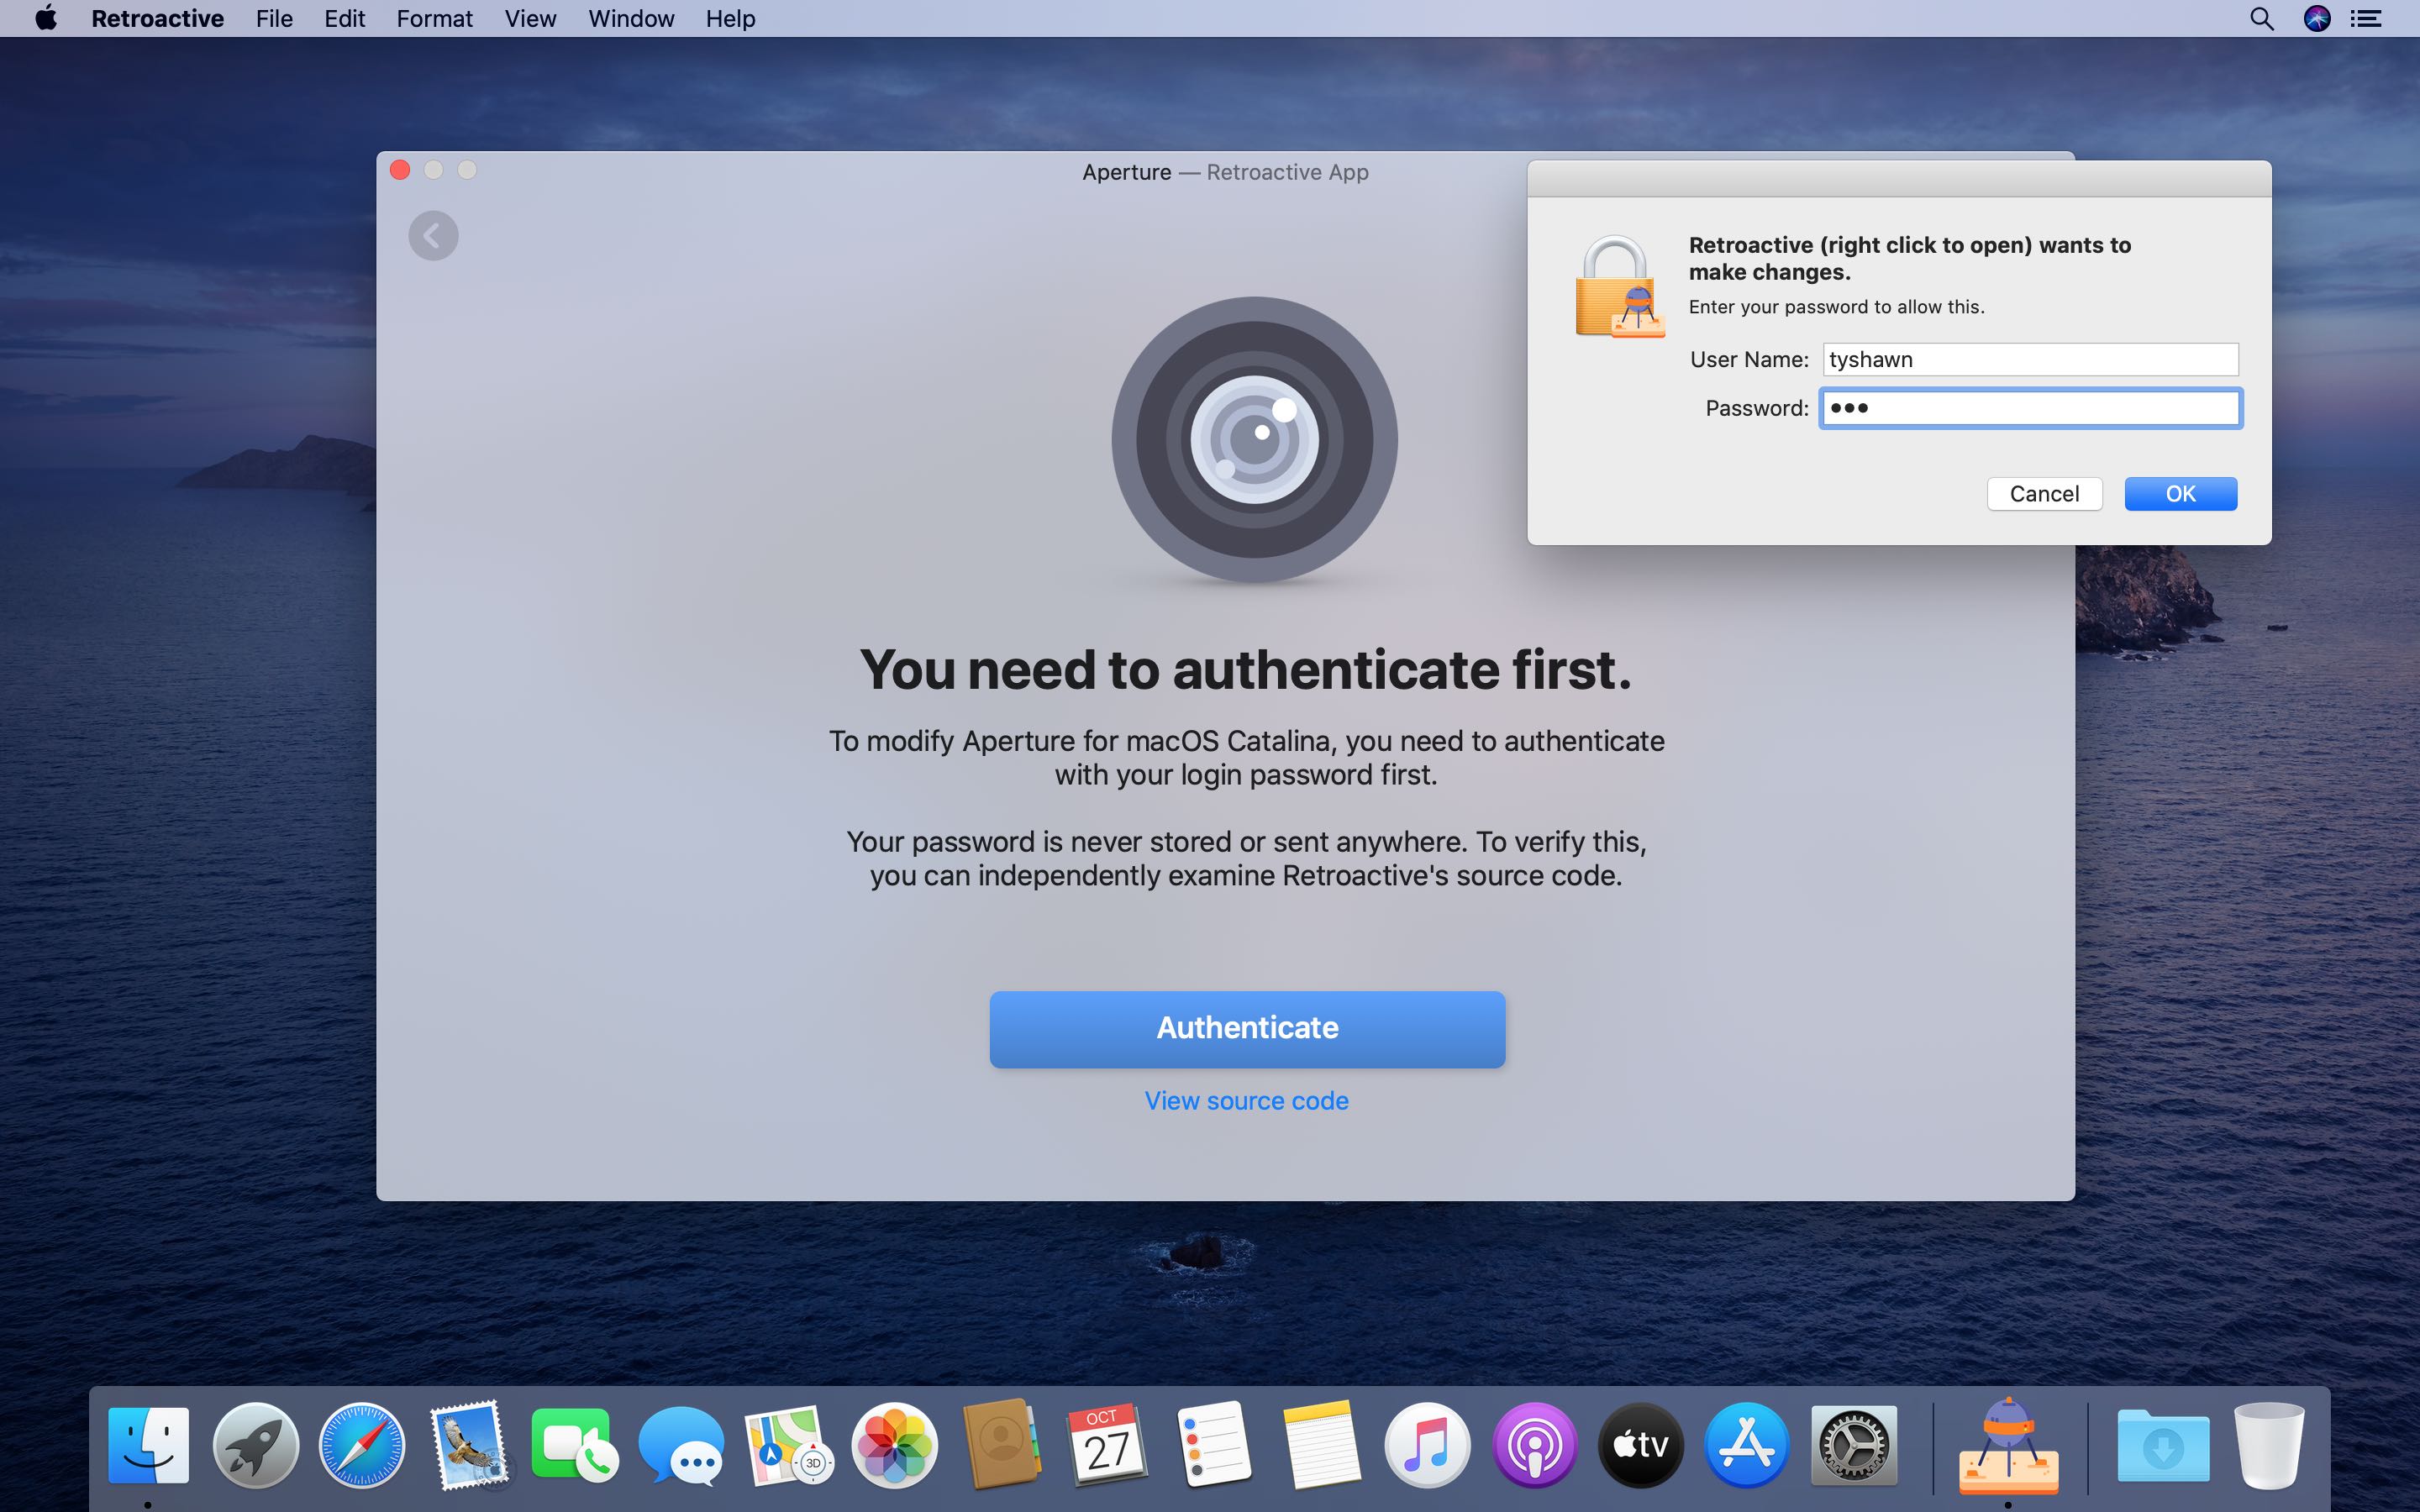 Retroactive File Edit Format View Window Help
Aperture — Retroactive App
Retroactive (right click to open) wants to
make changes.
Enter your password to allow this.
User Name: tyshawn
Password: •••
Cancel OK
You need to authenticate first.
To modify Aperture for macOS Catalina, you need to authenticate
with your login password first.
Your password is never stored or sent anywhere. To verify this,
you can independently examine Retroactive's source code.
Authenticate
View source code
3D
OCT
27
tv